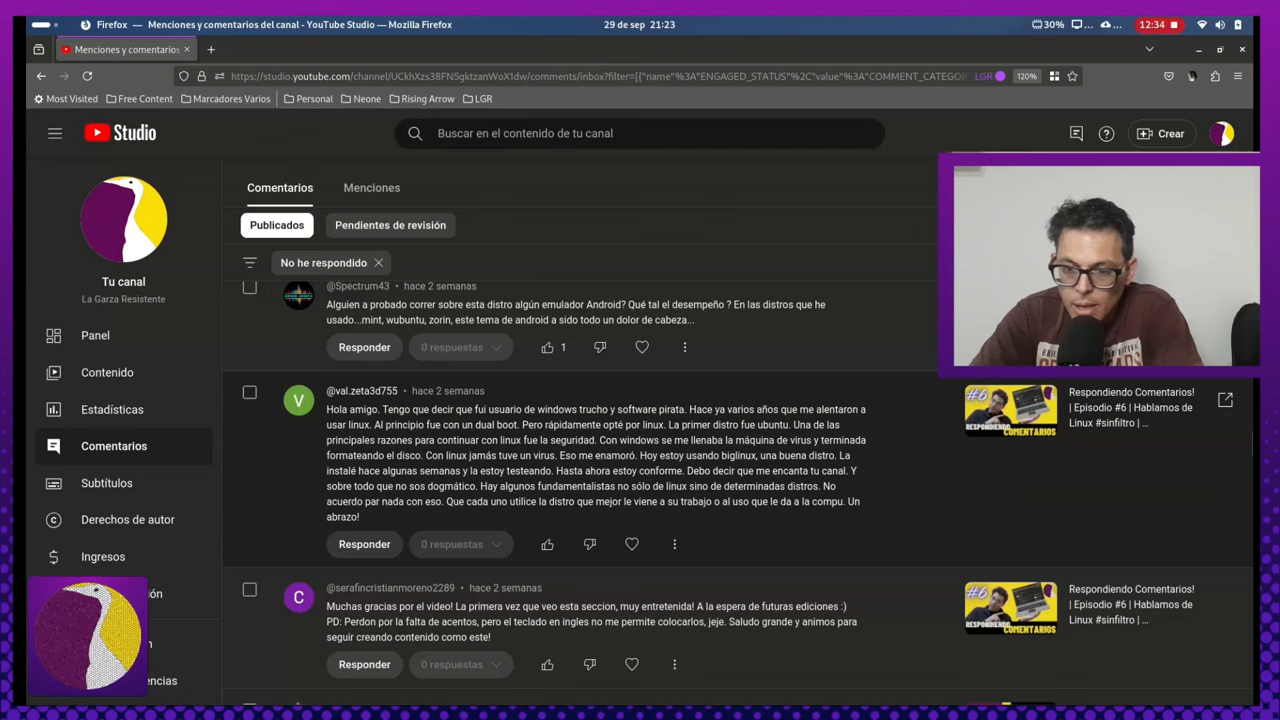 Firefox — Menciones y comentarios del canal - YouTube Studio — Mozilla Firefox
29 de sep 21:23
30%
12:34
Menciones y comentarios
LGR
120%
Most Visited
Free Content
Marcadores Varios
Personal
Neone
Rising Arrow
LGR
Studio
Buscar en el contenido de tu canal
Crear
Tu canal
La Garza Resistente
Panel
Contenido
Estadísticas
Comentarios
Subtítulos
Derechos de autor
Ingresos
Comentarios
Menciones
Publicados
Pendientes de revisión
No he respondido
@Spectrum43 • hace 2 semanas
Alguien a probado correr sobre esta distro algún emulador Android? Qué tal el desempeño ? En las distros que he
usado...mint, wubuntu, zorin, este tema de android a sido todo un dolor de cabeza...
Responder
0 respuestas
1
@val.zeta3d755 • hace 2 semanas
Hola amigo. Tengo que decir que fui usuario de windows trucho y software pirata. Hace ya varios años que me alentaron a
usar linux. Al principio fue con un dual boot. Pero rápidamente opté por linux. La primer distro fue ubuntu. Una de las
principales razones para continuar con linux fue la seguridad. Con windows se me llenaba la máquina de virus y terminada
formateando el disco. Con linux jamás tuve un virus. Eso me enamoró. Hoy estoy usando biglinux, una buena distro. La
instalé hace algunas semanas y la estoy testeando. Hasta ahora estoy conforme. Debo decir que me encanta tu canal. Y
sobre todo que no sos dogmático. Hay algunos fundamentalistas no sólo de linux sino de determinadas distros. No
acuerdo par nada con eso. Que cada uno utilice la distro que mejor le viene a su trabajo o al uso que le da a la compu. Un
abrazo!
Responder
0 respuestas
#6
RESPONDIENDO
COMENTARIOS!
Respondiendo Comentarios!
| Episodio #6 | Hablamos de
Linux #sinfiltro | ...
@serafincristianmoreno2289 • hace 2 semanas
Muchas gracias por el video! La primera vez que veo esta seccion, muy entretenida! A la espera de futuras ediciones :)
PD: Perdon por la falta de acentos, pero el teclado en ingles no me permite colocarlos, jeje. Saludo grande y animos para
seguir creando contenido como este!
Responder
0 respuestas
#6
RESPONDIENDO
COMENTARIOS!
Respondiendo Comentarios!
| Episodio #6 | Hablamos de
Linux #sinfiltro | ...